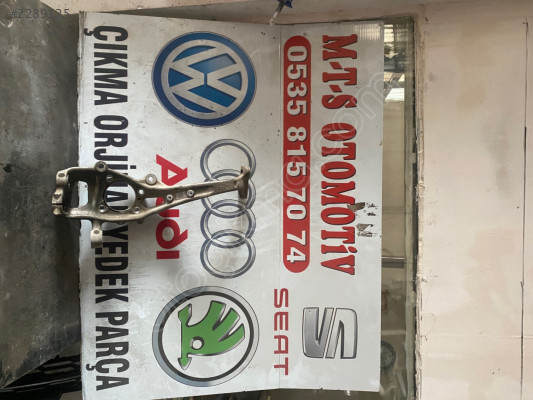 M-T-S OTOMOTİV
0535 815 70 74
SEAT
Audi
ÇIKMA ORJİNAL YEDEK PARÇA